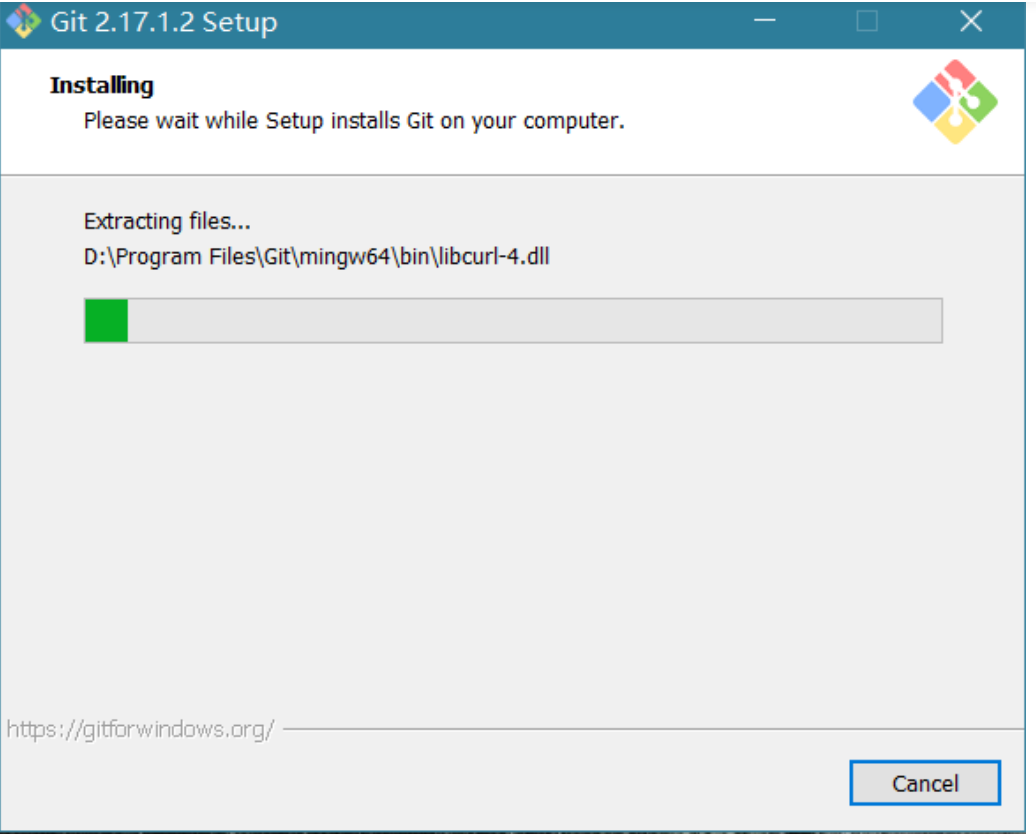 Git 2.17.1.2 Setup
Installing
Please wait while Setup installs Git on your computer.
Extracting files...
D:\Program Files\Git\mingw64\bin\libcurl-4.dll
https://gitforwindows.org/
Cancel